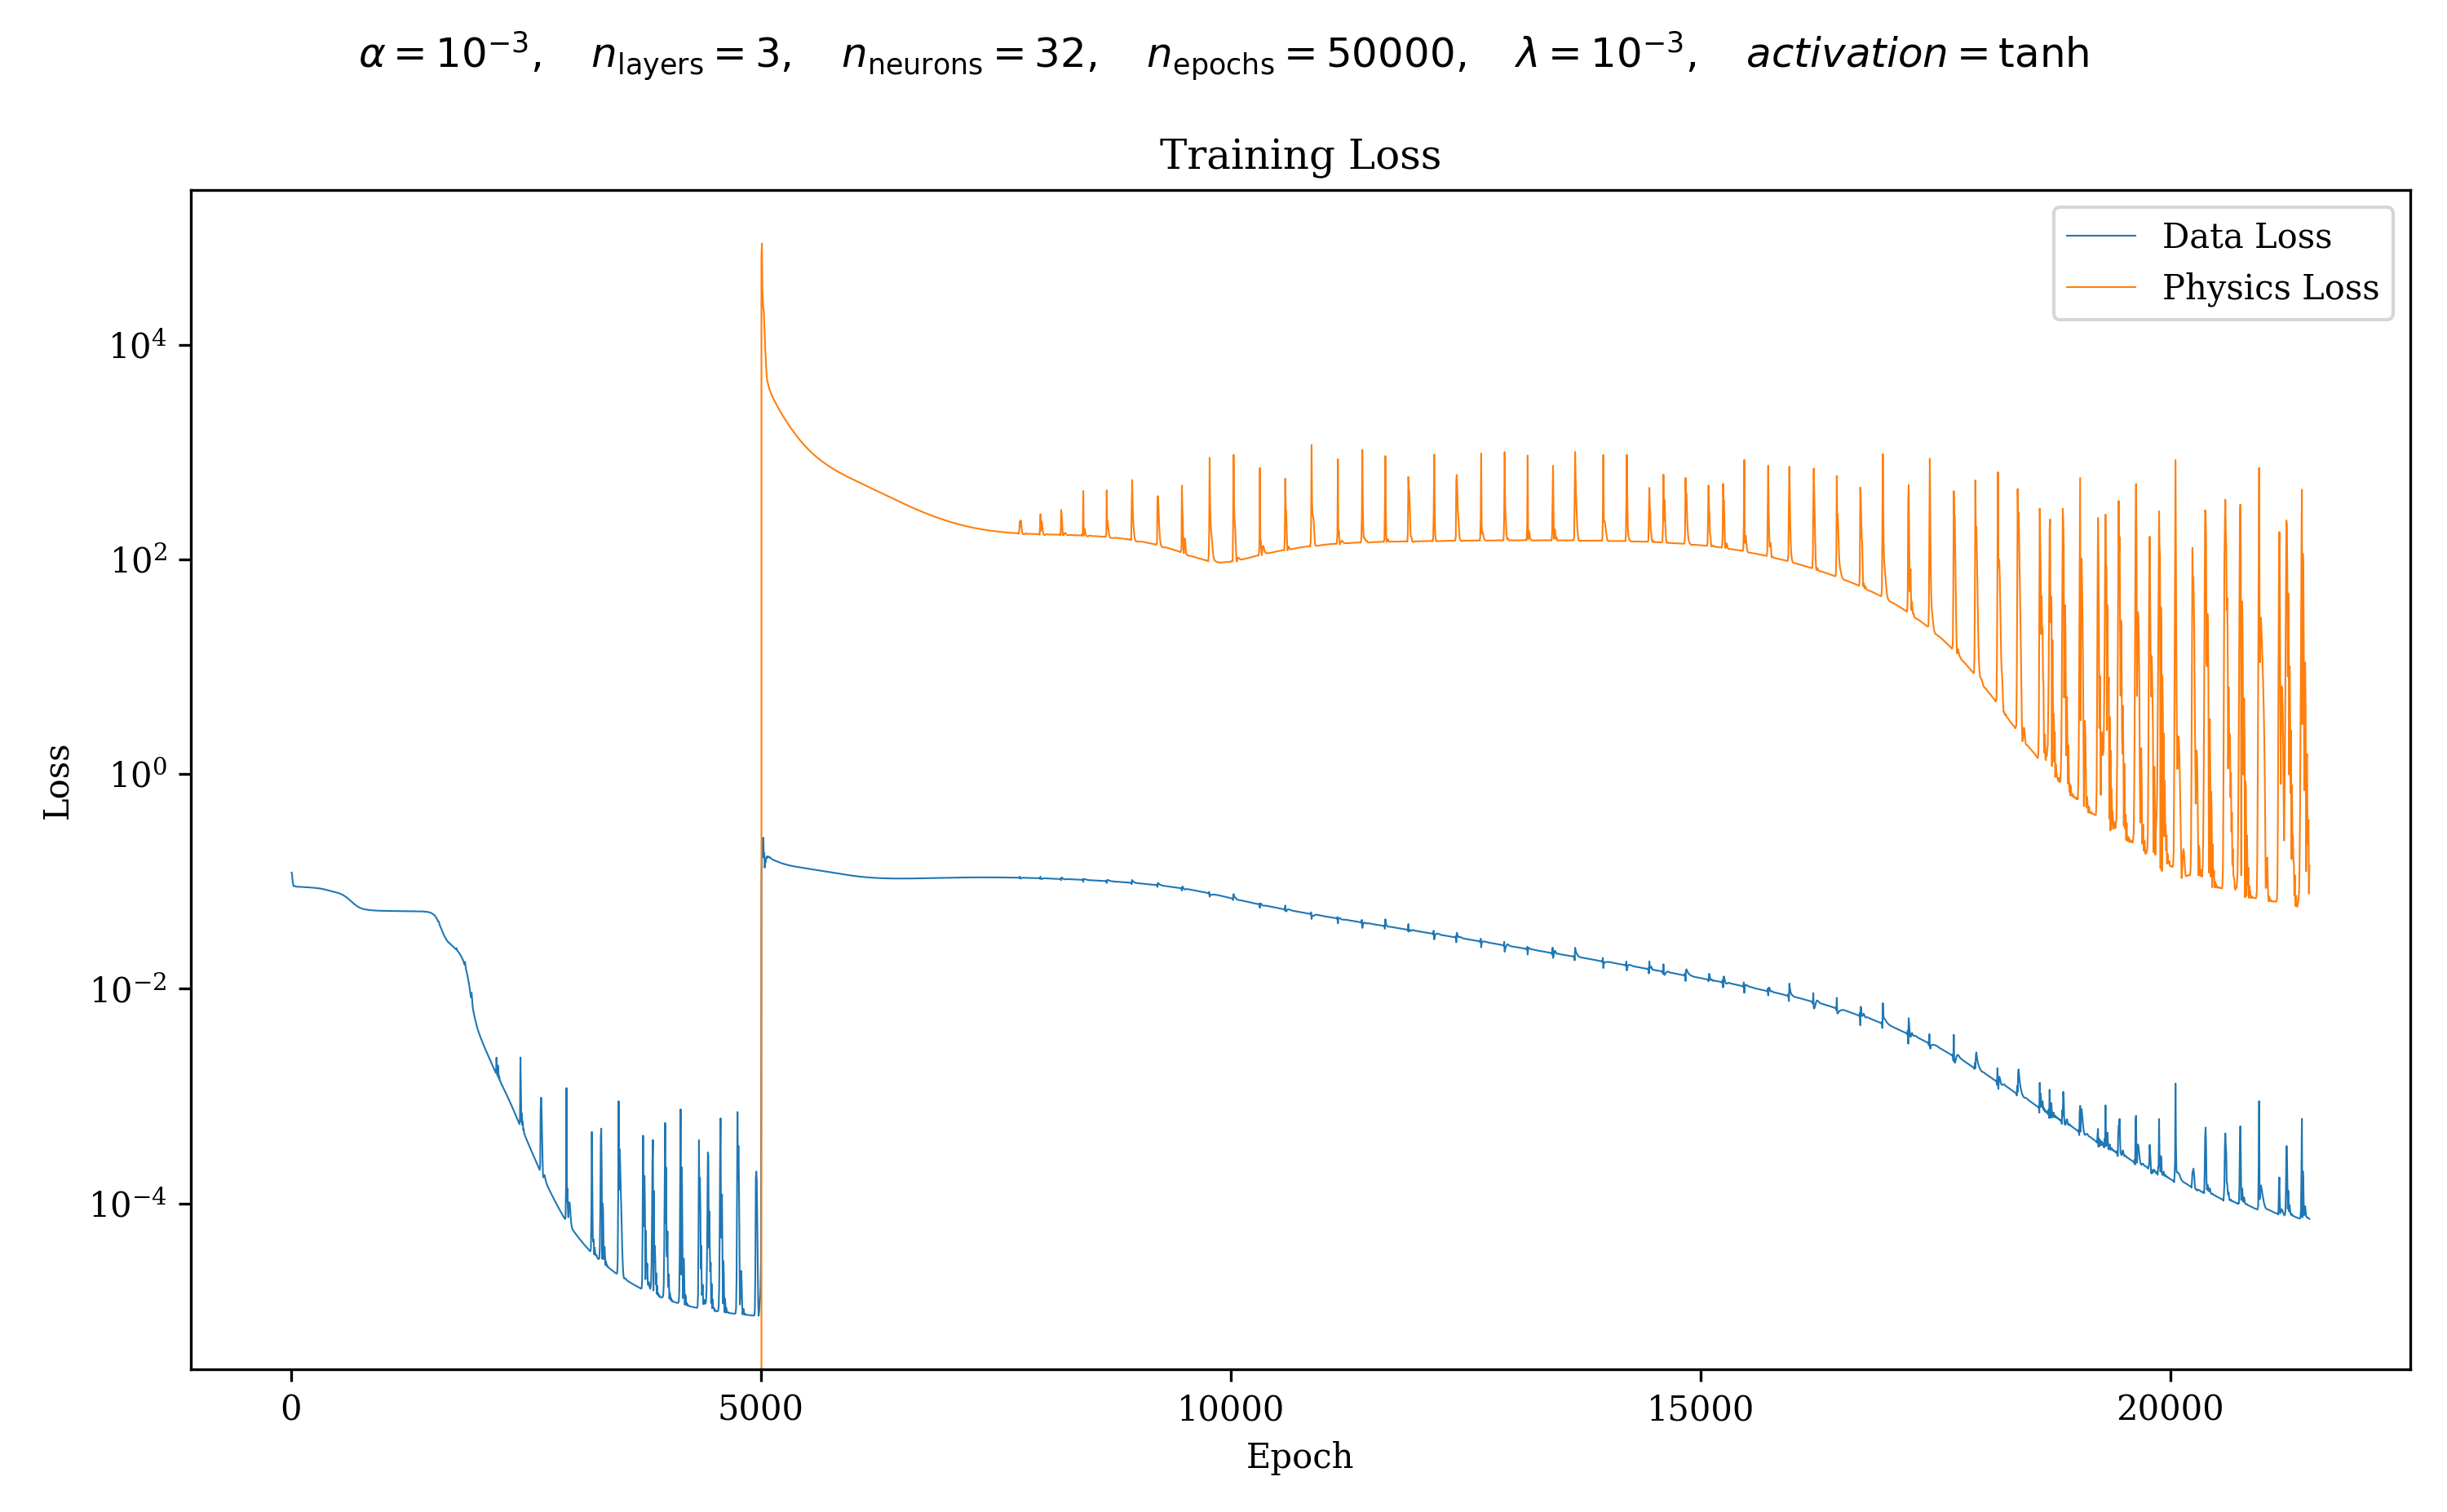 α = 10⁻³, n_layers = 3, n_neurons = 32, n_epochs = 50000, λ = 10⁻³, activation = tanh
Training Loss
Data Loss
Physics Loss
10⁴
10²
10⁰
10⁻²
10⁻⁴
Loss
0 5000 10000 15000 20000
Epoch